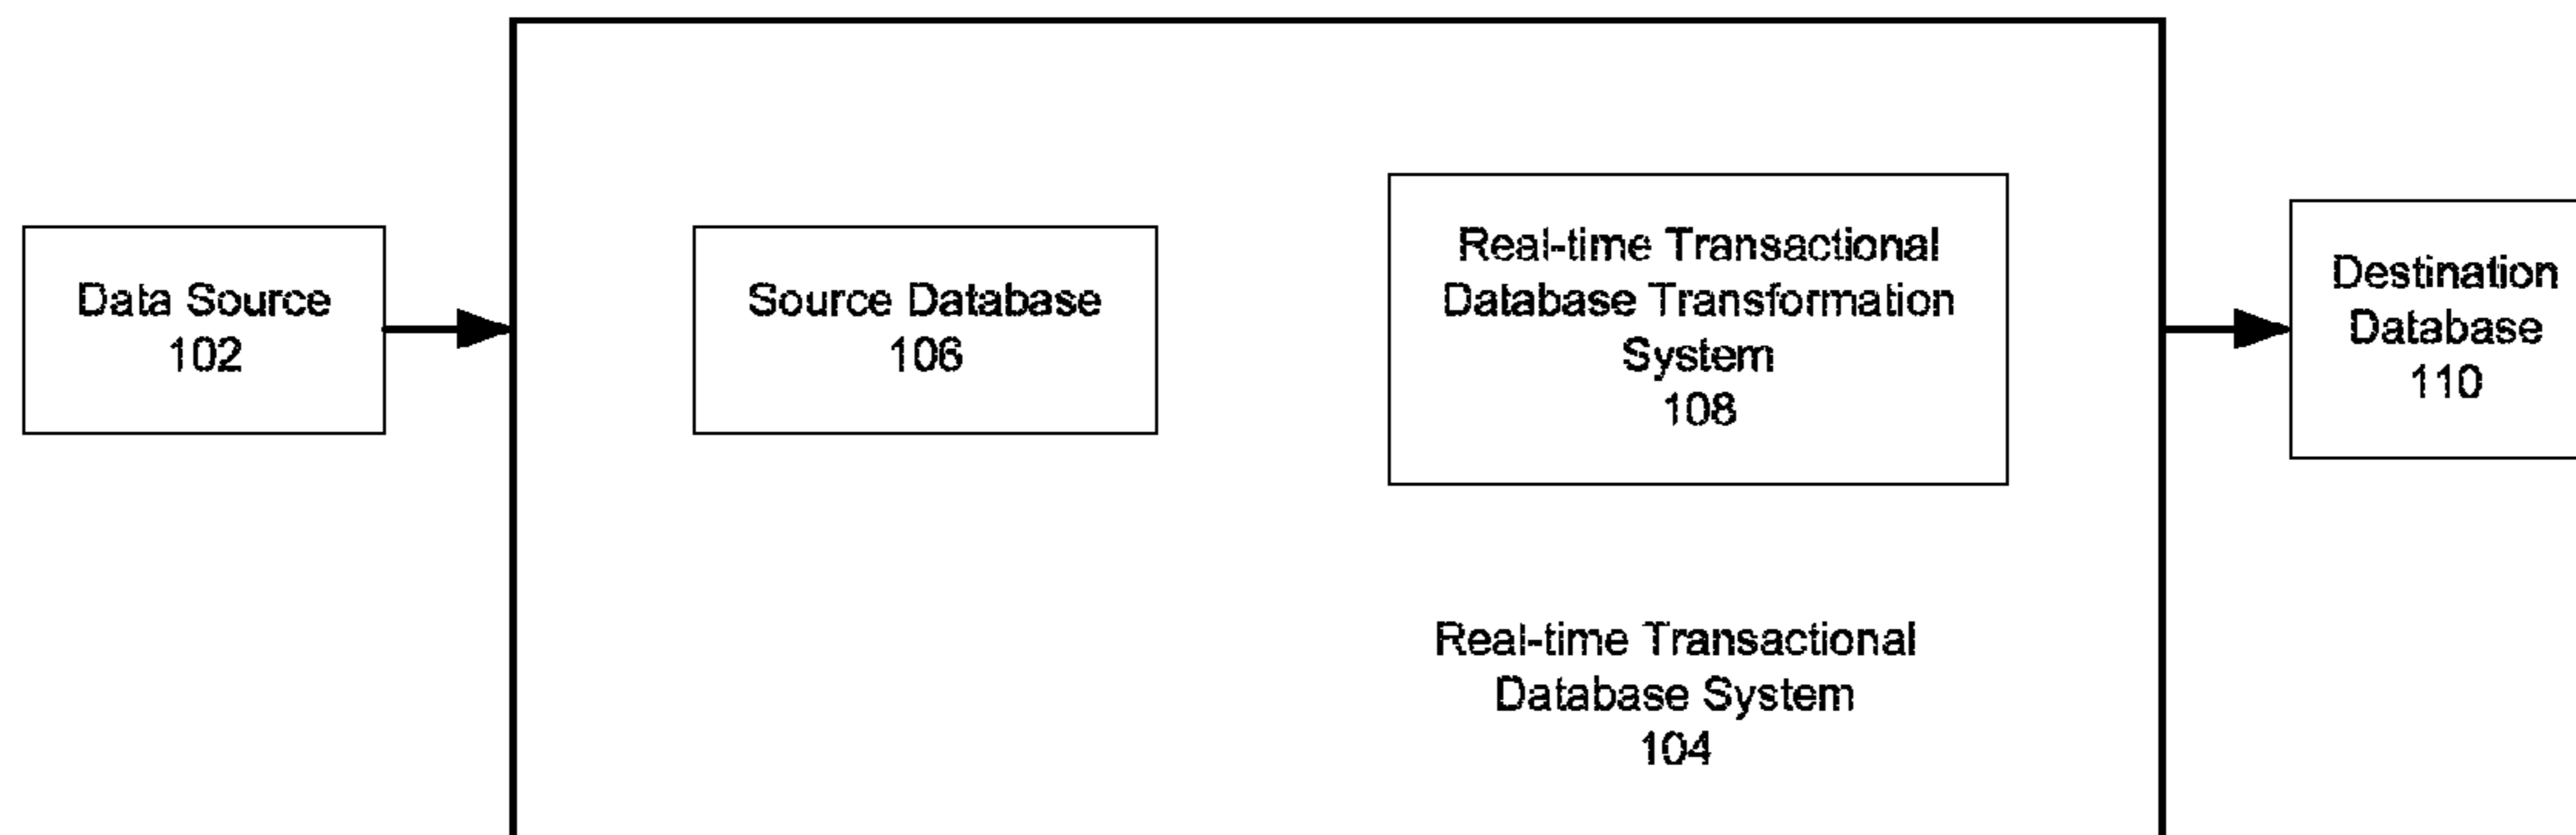 Data Source
102
Source Database
106
Real-time Transactional
Database Transformation
System
108
Real-time Transactional
Database System
104
Destination
Database
110